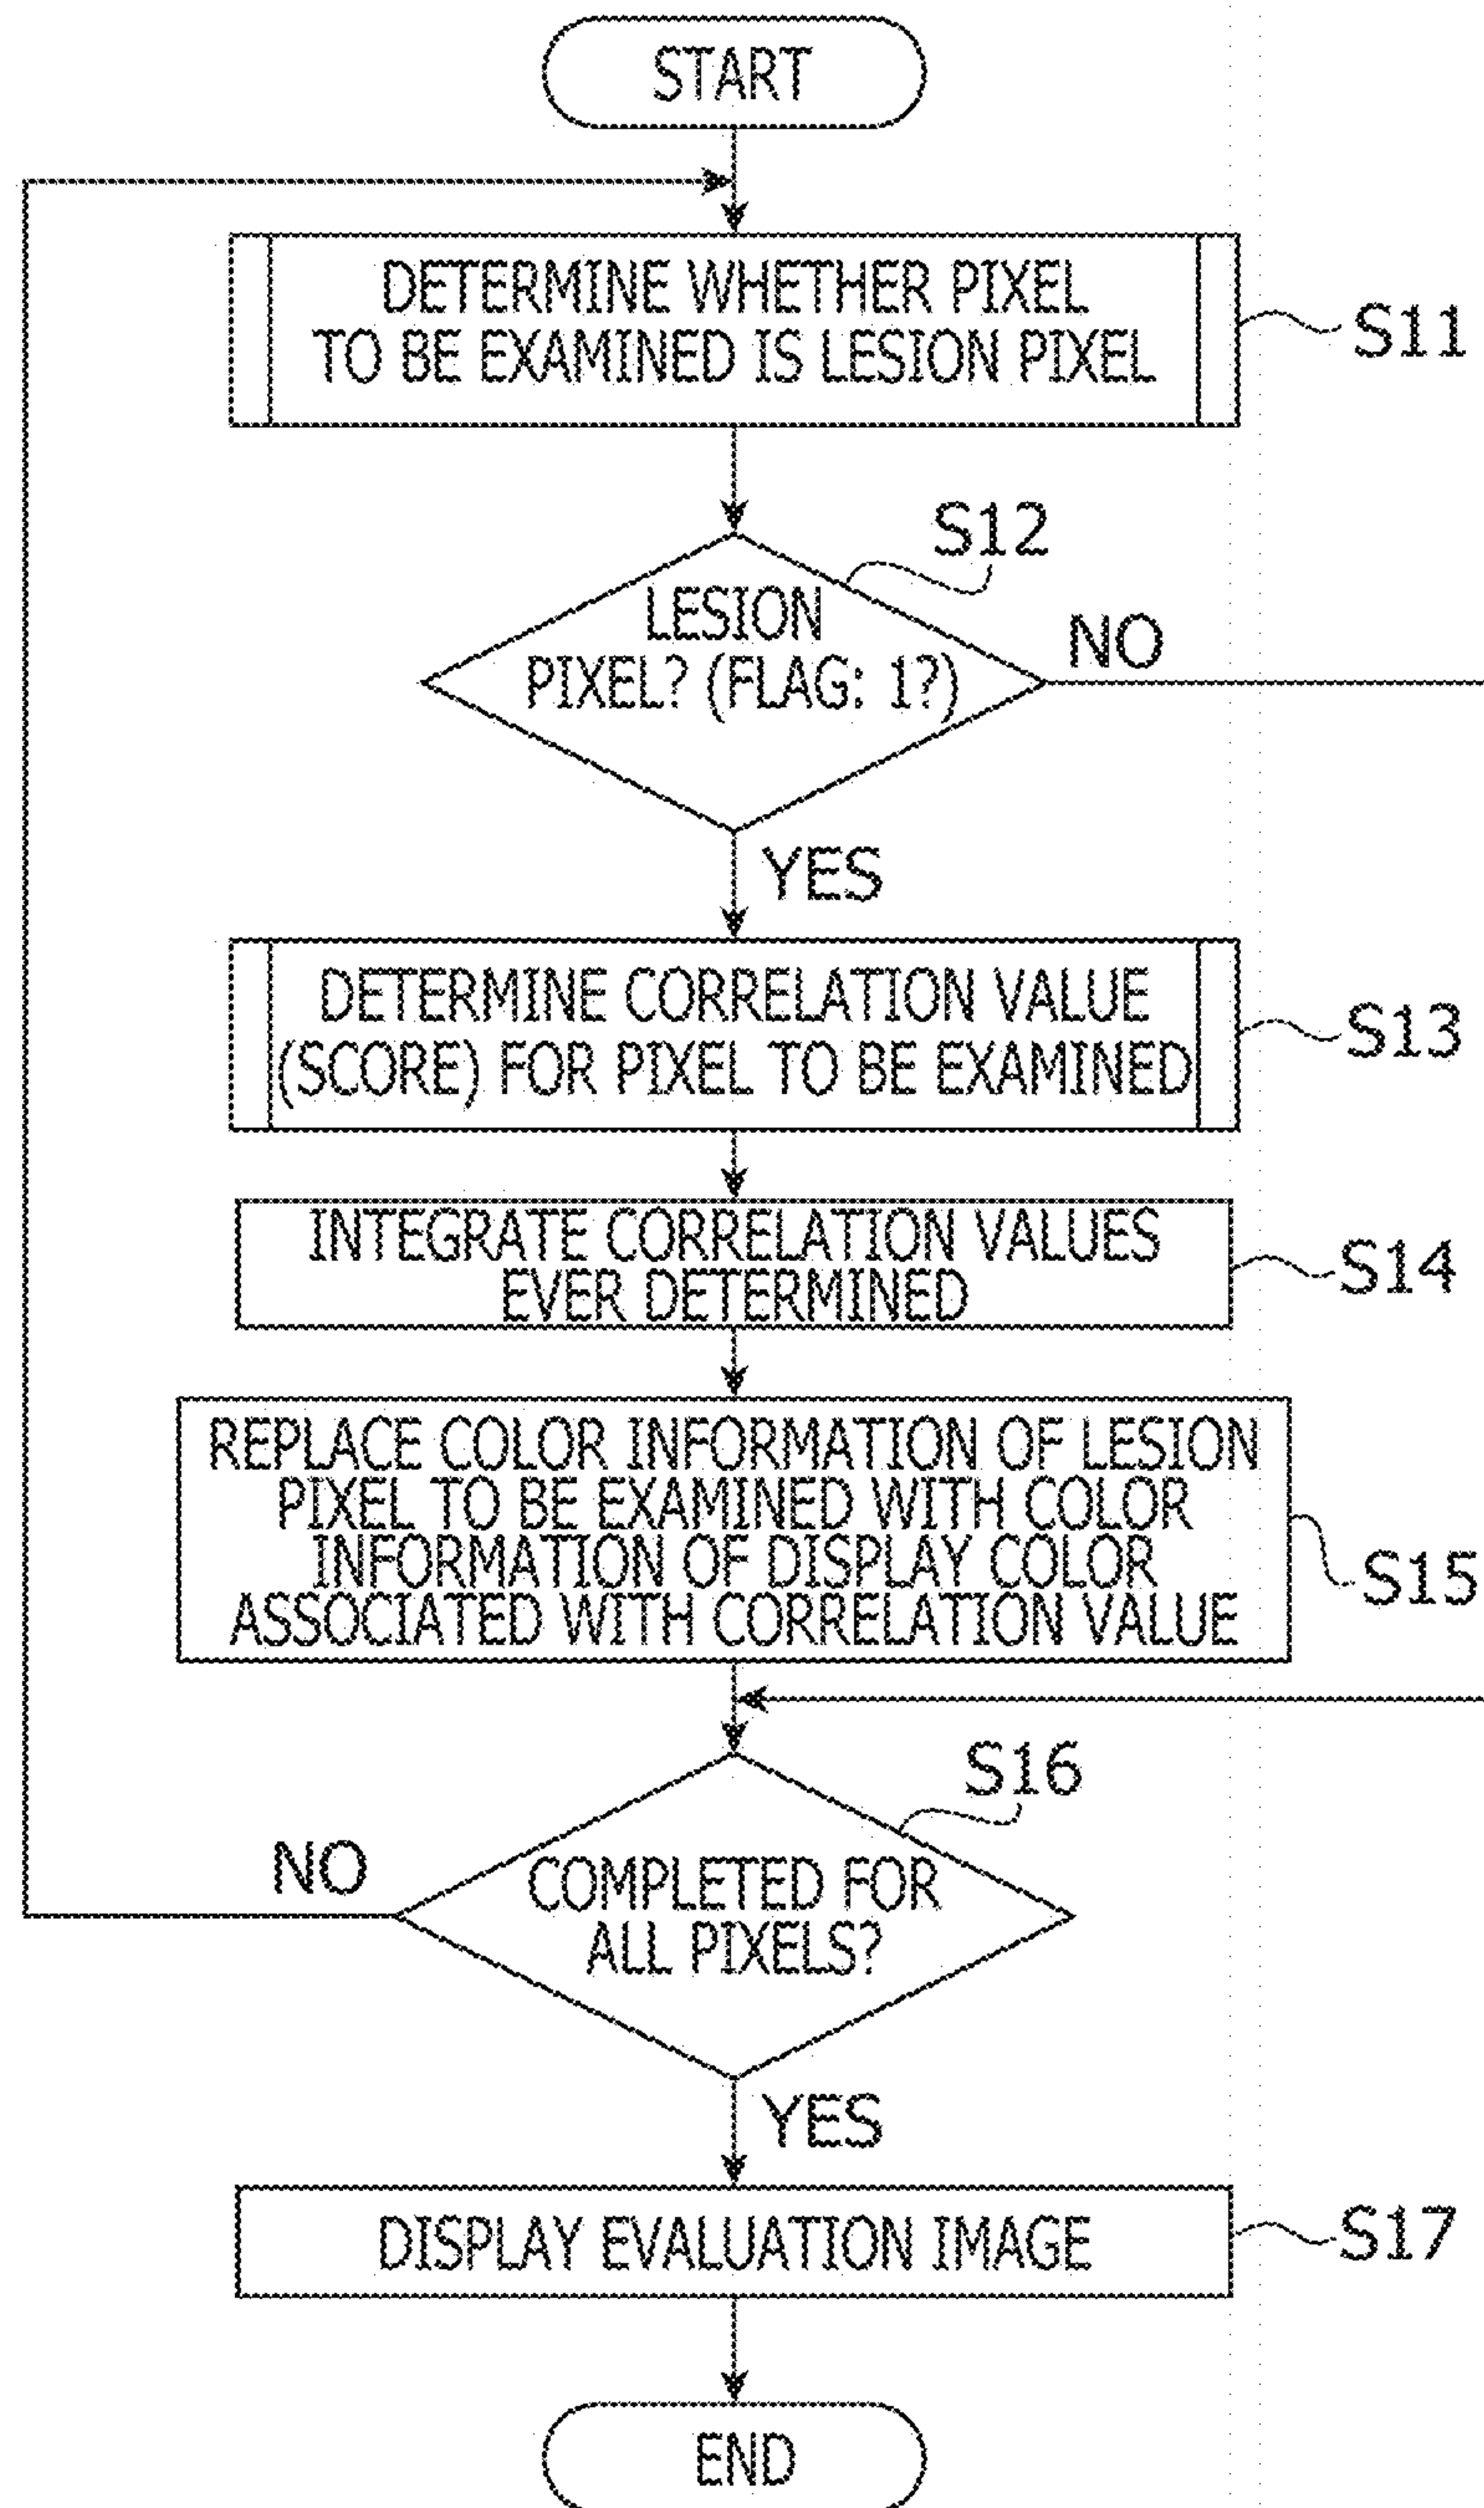 START
DETERMINE WHETHER PIXEL
TO BE EXAMINED IS LESION PIXEL
S11
S12
LESION
PIXEL? (FLAG: 1?)
NO
YES
DETERMINE CORRELATION VALUE
(SCORE) FOR PIXEL TO BE EXAMINED
S13
INTEGRATE CORRELATION VALUES
EVER DETERMINED
S14
REPLACE COLOR INFORMATION OF LESION
PIXEL TO BE EXAMINED WITH COLOR
INFORMATION OF DISPLAY COLOR
ASSOCIATED WITH CORRELATION VALUE
S15
S16
NO
COMPLETED FOR
ALL PIXELS?
YES
DISPLAY EVALUATION IMAGE
S17
END